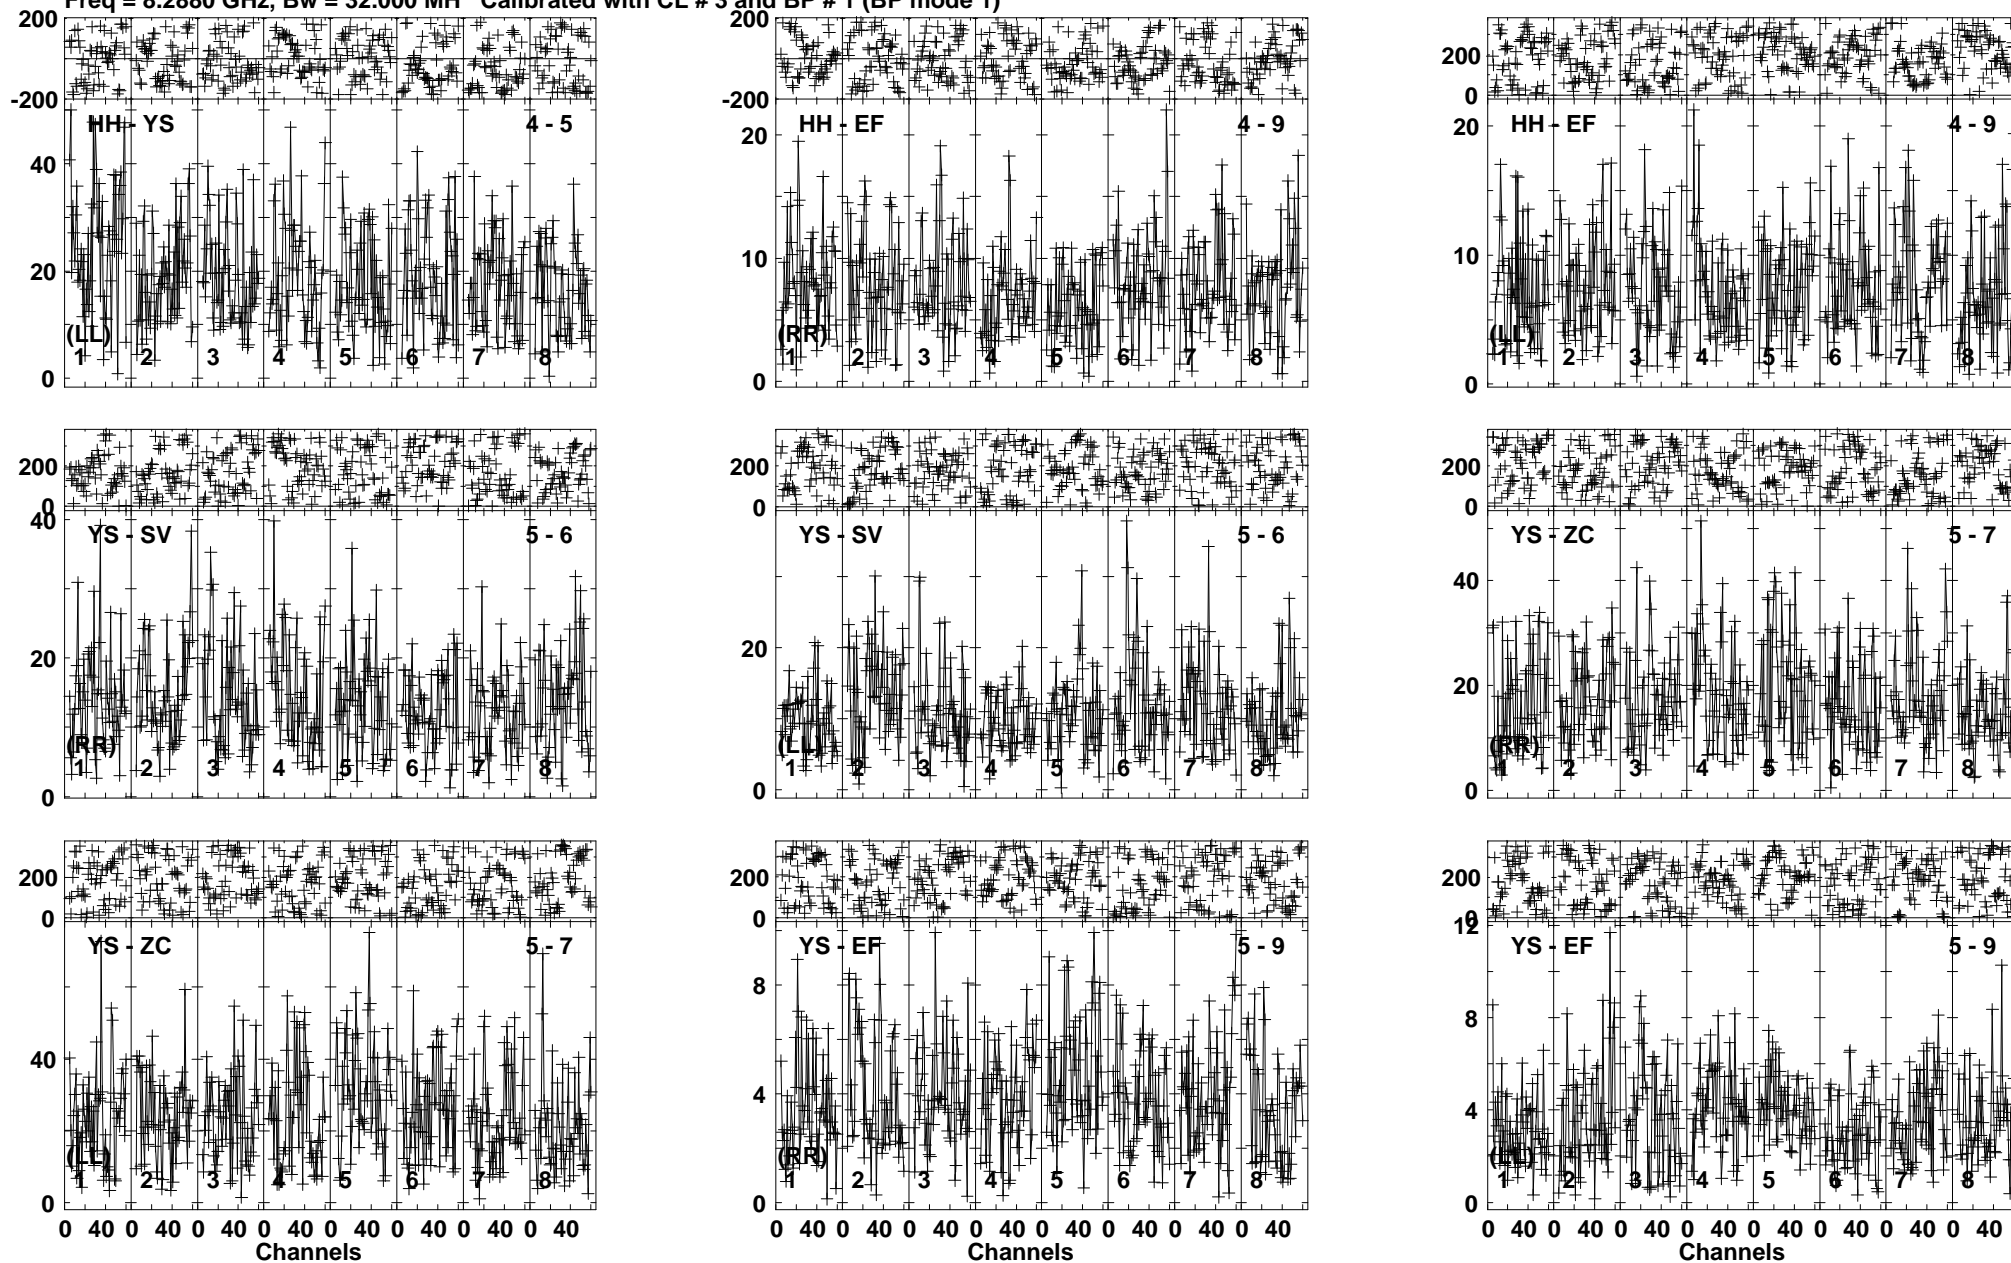 Freq = 8.2880 GHz, Bw = 32.000 MH Calibrated with CL # 3 and BP # 1 (BP mode 1)
200 200 200
-200 -200 0
HH - YS 4 - 5 HH - EF 4 - 9 HH - EF 4 - 9
40 20 20
20 10 10
(LL) (RR) (LL)
1 2 3 4 5 6 7 8 1 2 3 4 5 6 7 8 1 2 3 4 5 6 7 8
0 0 0
200 200 200
0 0 0
40
YS - SV 5 - 6 YS - SV 5 - 6 YS - ZC 5 - 7
40
20 20 20
(RR) (LL) (RR)
1 2 3 4 5 6 7 8 1 2 3 4 5 6 7 8 1 2 3 4 5 6 7 8
0 0 0
200 200 200
0 0 0
12
YS - ZC 5 - 7 YS - EF 5 - 9 YS - EF 5 - 9
8 8
40 4 4
(LL) (RR) (LL)
1 2 3 4 5 6 7 8 1 2 3 4 5 6 7 8 1 2 3 4 5 6 7 8
0 0 0
0 40 0 40 0 40 0 40 0 40 0 40 0 40 0 40 0 40 0 40 0 40 0 40 0 40 0 40 0 40 0 40 0 40 0 40 0 40 0 40 0 40 0 40 0 40 0 40
Channels Channels Channels